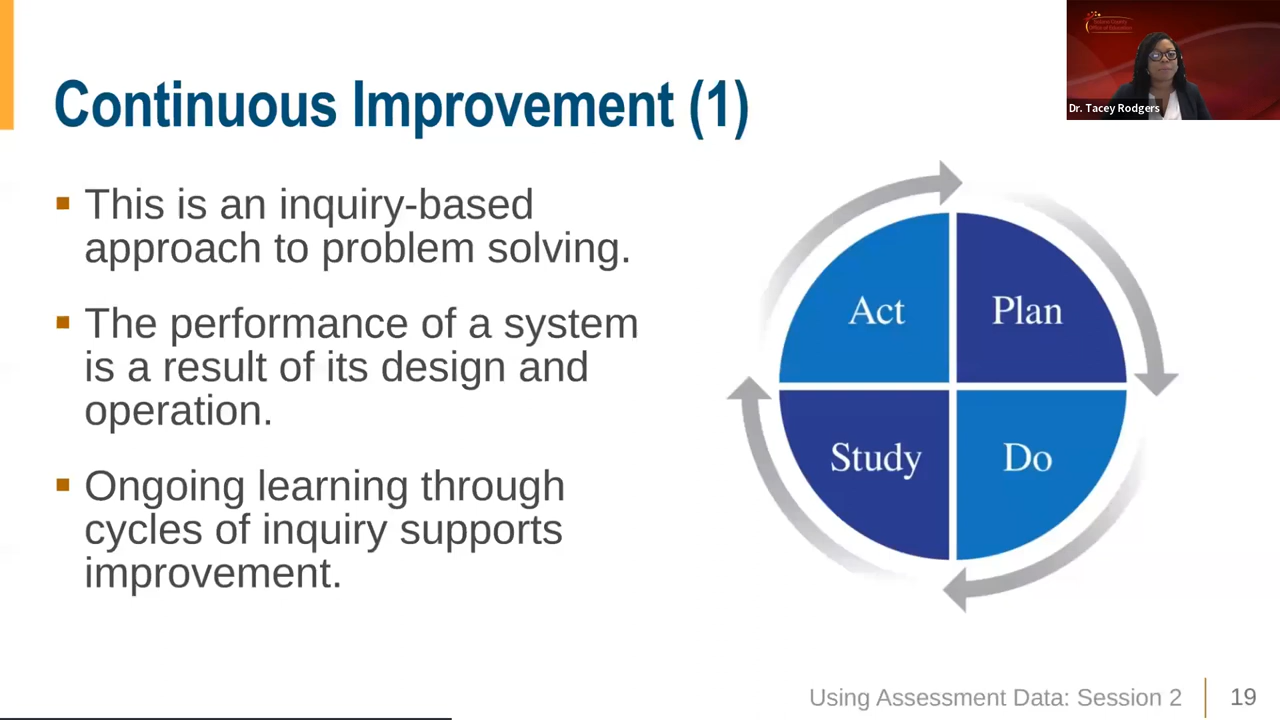 Continuous Improvement (1)
▪ This is an inquiry-based
approach to problem solving.
▪ The performance of a system
is a result of its design and
operation.
▪ Ongoing learning through
cycles of inquiry supports
improvement.
Act
Plan
Study
Do
Dr. Tacey Rodgers
Using Assessment Data: Session 2
19